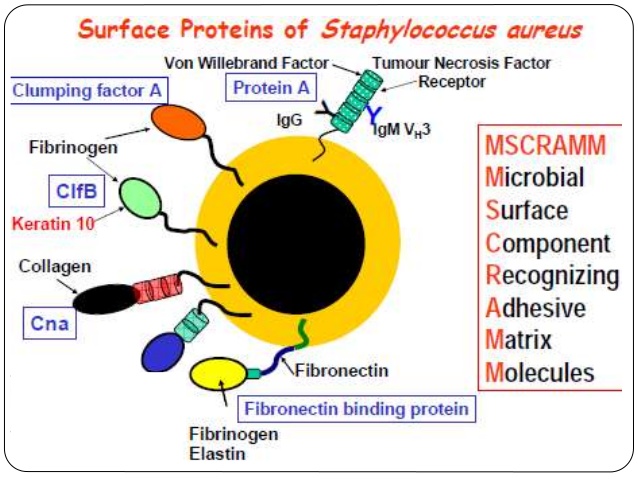 Surface Proteins of Staphylococcus aureus
Von Willebrand Factor
Tumour Necrosis Factor
Receptor
Clumping factor A
Protein A
IgG
IgM VH3
Fibrinogen
ClfB
Keratin 10
Collagen
Cna
Fibronectin
Fibronectin binding protein
Fibrinogen
Elastin
MSCRAMM
Microbial
Surface
Component
Recognizing
Adhesive
Matrix
Molecules